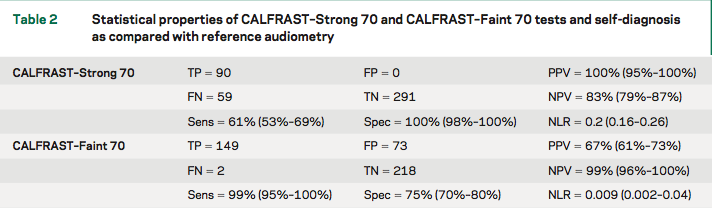 Table 2 Statistical properties of CALFRAST–Strong 70 and CALFRAST–Faint 70 tests and self-diagnosis
as compared with reference audiometry
CALFRAST–Strong 70 TP = 90 FP = 0 PPV = 100% (95%–100%)
FN = 59 TN = 291 NPV = 83% (79%–87%)
Sens = 61% (53%–69%) Spec = 100% (98%–100%) NLR = 0.2 (0.16–0.26)
CALFRAST–Faint 70 TP = 149 FP = 73 PPV = 67% (61%–73%)
FN = 2 TN = 218 NPV = 99% (96%–100%)
Sens = 99% (95%–100%) Spec = 75% (70%–80%) NLR = 0.009 (0.002–0.04)